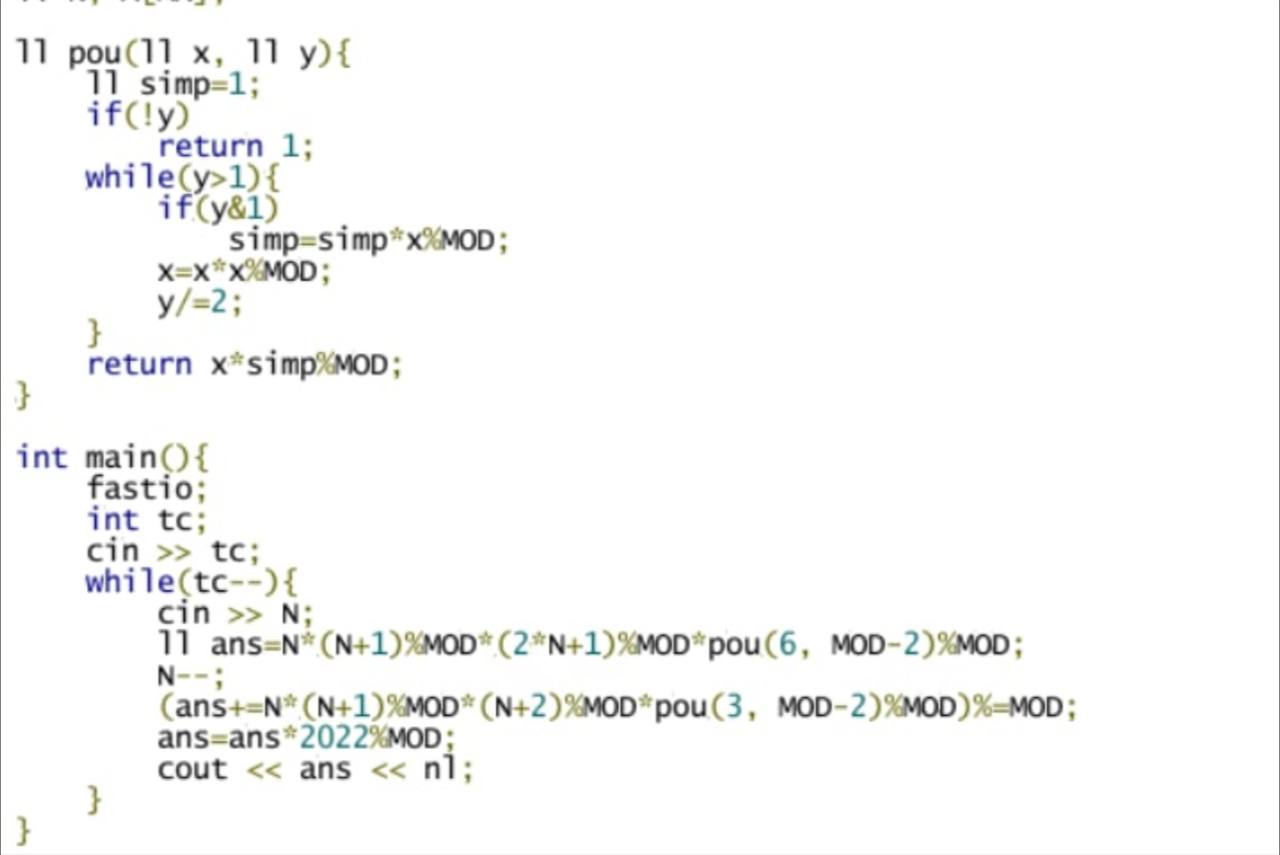 ll pou(ll x, ll y){
    ll simp=1;
    if(!y)
        return 1;
    while(y>1){
        if(y&1)
            simp=simp*x%MOD;
        x=x*x%MOD;
        y/=2;
    }
    return x*simp%MOD;
}
int main(){
    fastio;
    int tc;
    cin >> tc;
    while(tc--){
        cin >> N;
        ll ans=N*(N+1)%MOD*(2*N+1)%MOD*pou(6, MOD-2)%MOD;
        N--;
        (ans+=N*(N+1)%MOD*(N+2)%MOD*pou(3, MOD-2)%MOD)%=MOD;
        ans=ans*2022%MOD;
        cout << ans << nl;
    }
}